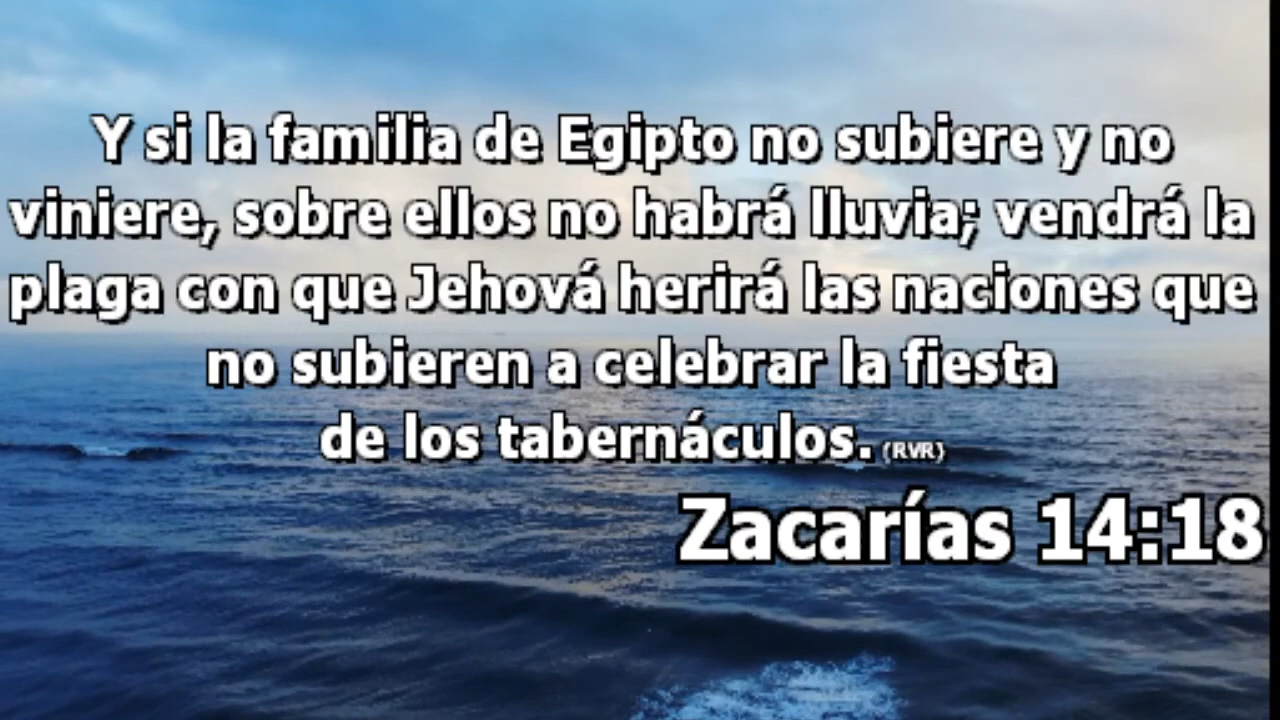 Y si la familia de Egipto no subiere y no
viniere, sobre ellos no habrá lluvia; vendrá la
plaga con que Jehová herirá las naciones que
no subieren a celebrar la fiesta
de los tabernáculos. (RVR)
Zacarías 14:18